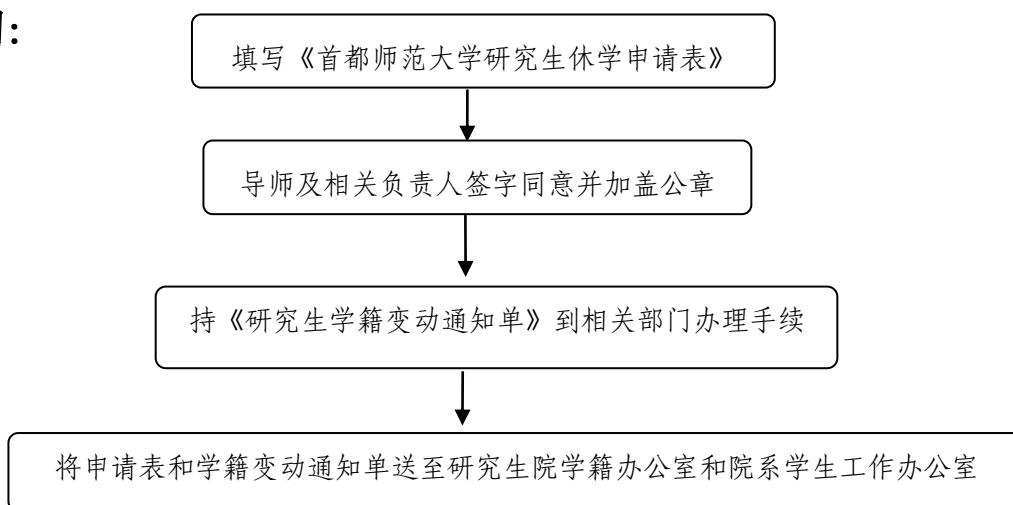 填写《首都师范大学研究生休学申请表》
导师及相关负责人签字同意并加盖公章
持《研究生学籍变动通知单》到相关部门办理手续
将申请表和学籍变动通知单送至研究生院学籍办公室和院系学生工作办公室